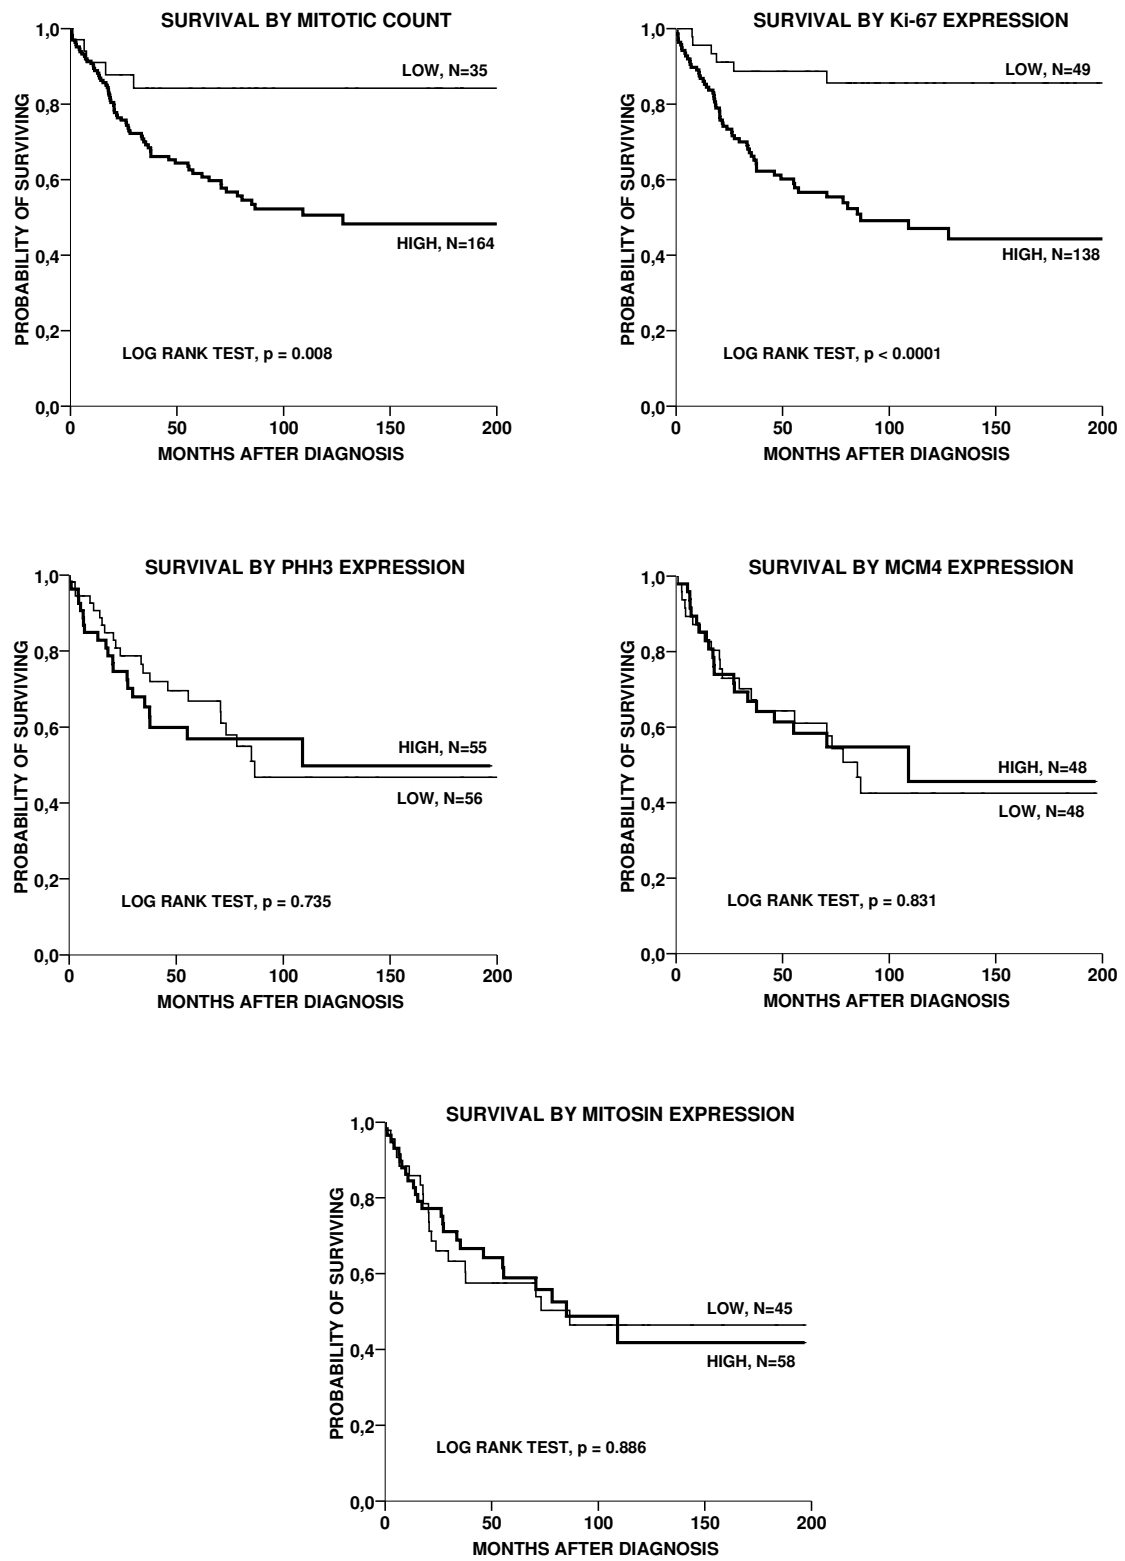 SURVIVAL BY MITOTIC COUNT
PROBABILITY OF SURVIVING
1,0
0,8
0,6
0,4
0,2
0,0
LOW, N=35
HIGH, N=164
LOG RANK TEST, p = 0.008
0 50 100 150 200
MONTHS AFTER DIAGNOSIS
SURVIVAL BY Ki-67 EXPRESSION
PROBABILITY OF SURVIVING
1,0
0,8
0,6
0,4
0,2
0,0
LOW, N=49
HIGH, N=138
LOG RANK TEST, p < 0.0001
0 50 100 150 200
MONTHS AFTER DIAGNOSIS
SURVIVAL BY PHH3 EXPRESSION
PROBABILITY OF SURVIVING
1,0
0,8
0,6
0,4
0,2
0,0
HIGH, N=55
LOW, N=56
LOG RANK TEST, p = 0.735
0 50 100 150 200
MONTHS AFTER DIAGNOSIS
SURVIVAL BY MCM4 EXPRESSION
PROBABILITY OF SURVIVING
1,0
0,8
0,6
0,4
0,2
0,0
HIGH, N=48
LOW, N=48
LOG RANK TEST, p = 0.831
0 50 100 150 200
MONTHS AFTER DIAGNOSIS
SURVIVAL BY MITOSIN EXPRESSION
PROBABILITY OF SURVIVING
1,0
0,8
0,6
0,4
0,2
0,0
LOW, N=45
HIGH, N=58
LOG RANK TEST, p = 0.886
0 50 100 150 200
MONTHS AFTER DIAGNOSIS